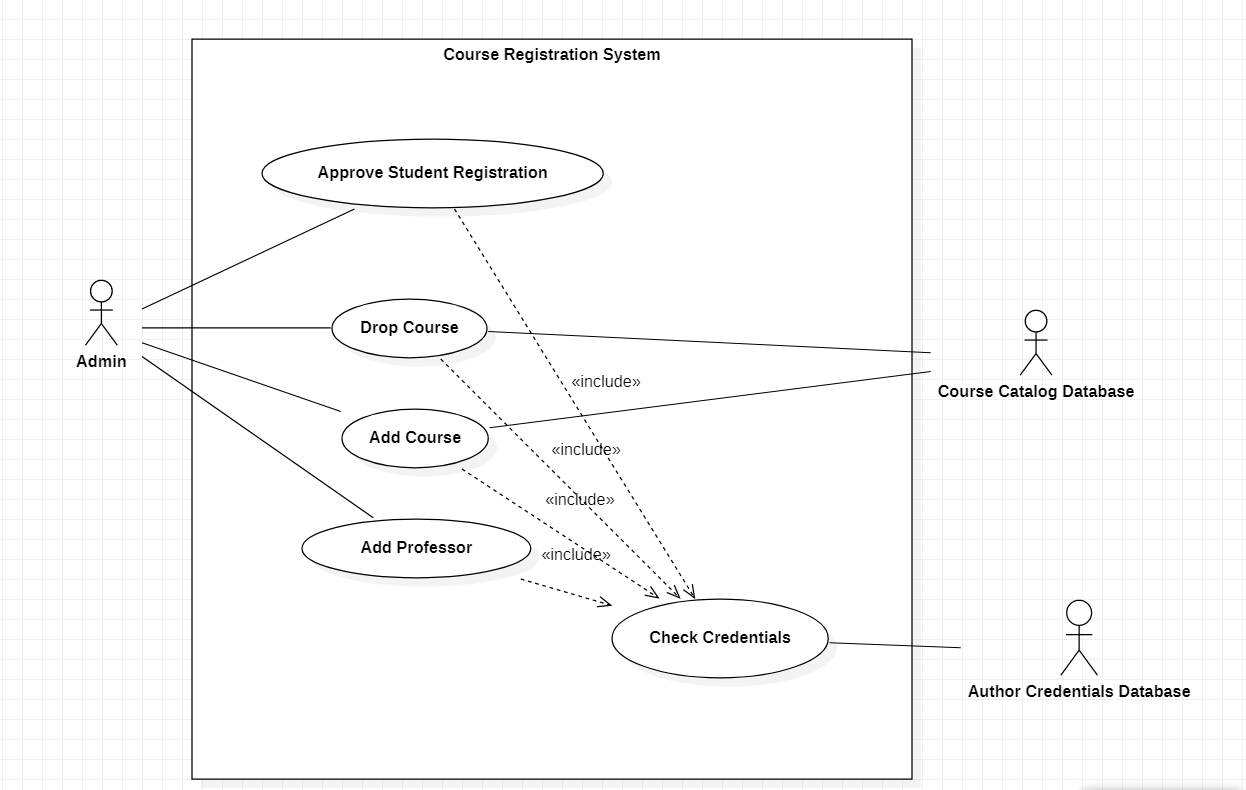 Course Registration System
Approve Student Registration
Drop Course
Admin
«include»
Course Catalog Database
Add Course
«include»
«include»
Add Professor
«include»
Check Credentials
Author Credentials Database